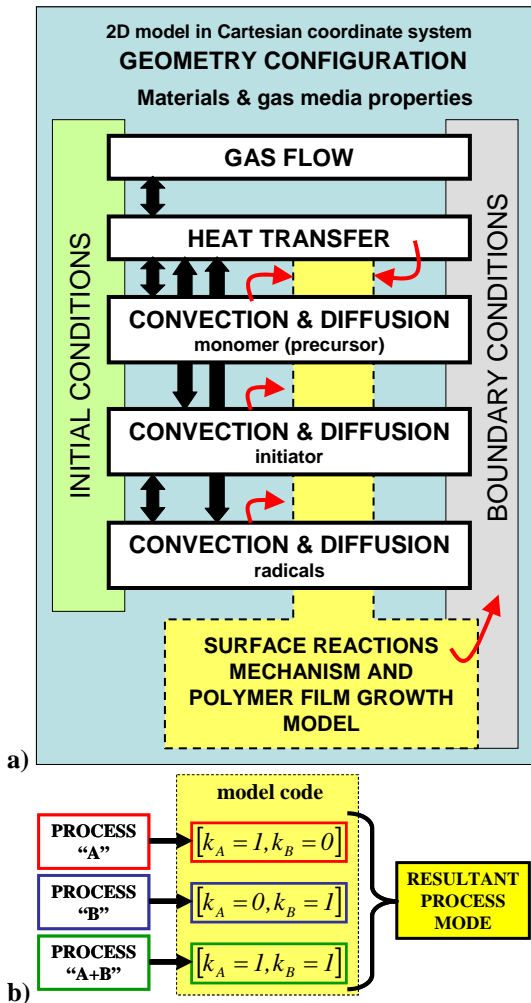 2D model in Cartesian coordinate system
GEOMETRY CONFIGURATION
Materials & gas media properties
INITIAL CONDITIONS
BOUNDARY CONDITIONS
GAS FLOW
HEAT TRANSFER
CONVECTION & DIFFUSION
monomer (precursor)
CONVECTION & DIFFUSION
initiator
CONVECTION & DIFFUSION
radicals
SURFACE REACTIONS
MECHANISM AND
POLYMER FILM GROWTH
MODEL
a)
model code
PROCESS
“A”
[k_A = 1, k_B = 0]
PROCESS
“B”
[k_A = 0, k_B = 1]
PROCESS
“A+B”
[k_A = 1, k_B = 1]
RESULTANT
PROCESS
MODE
b)